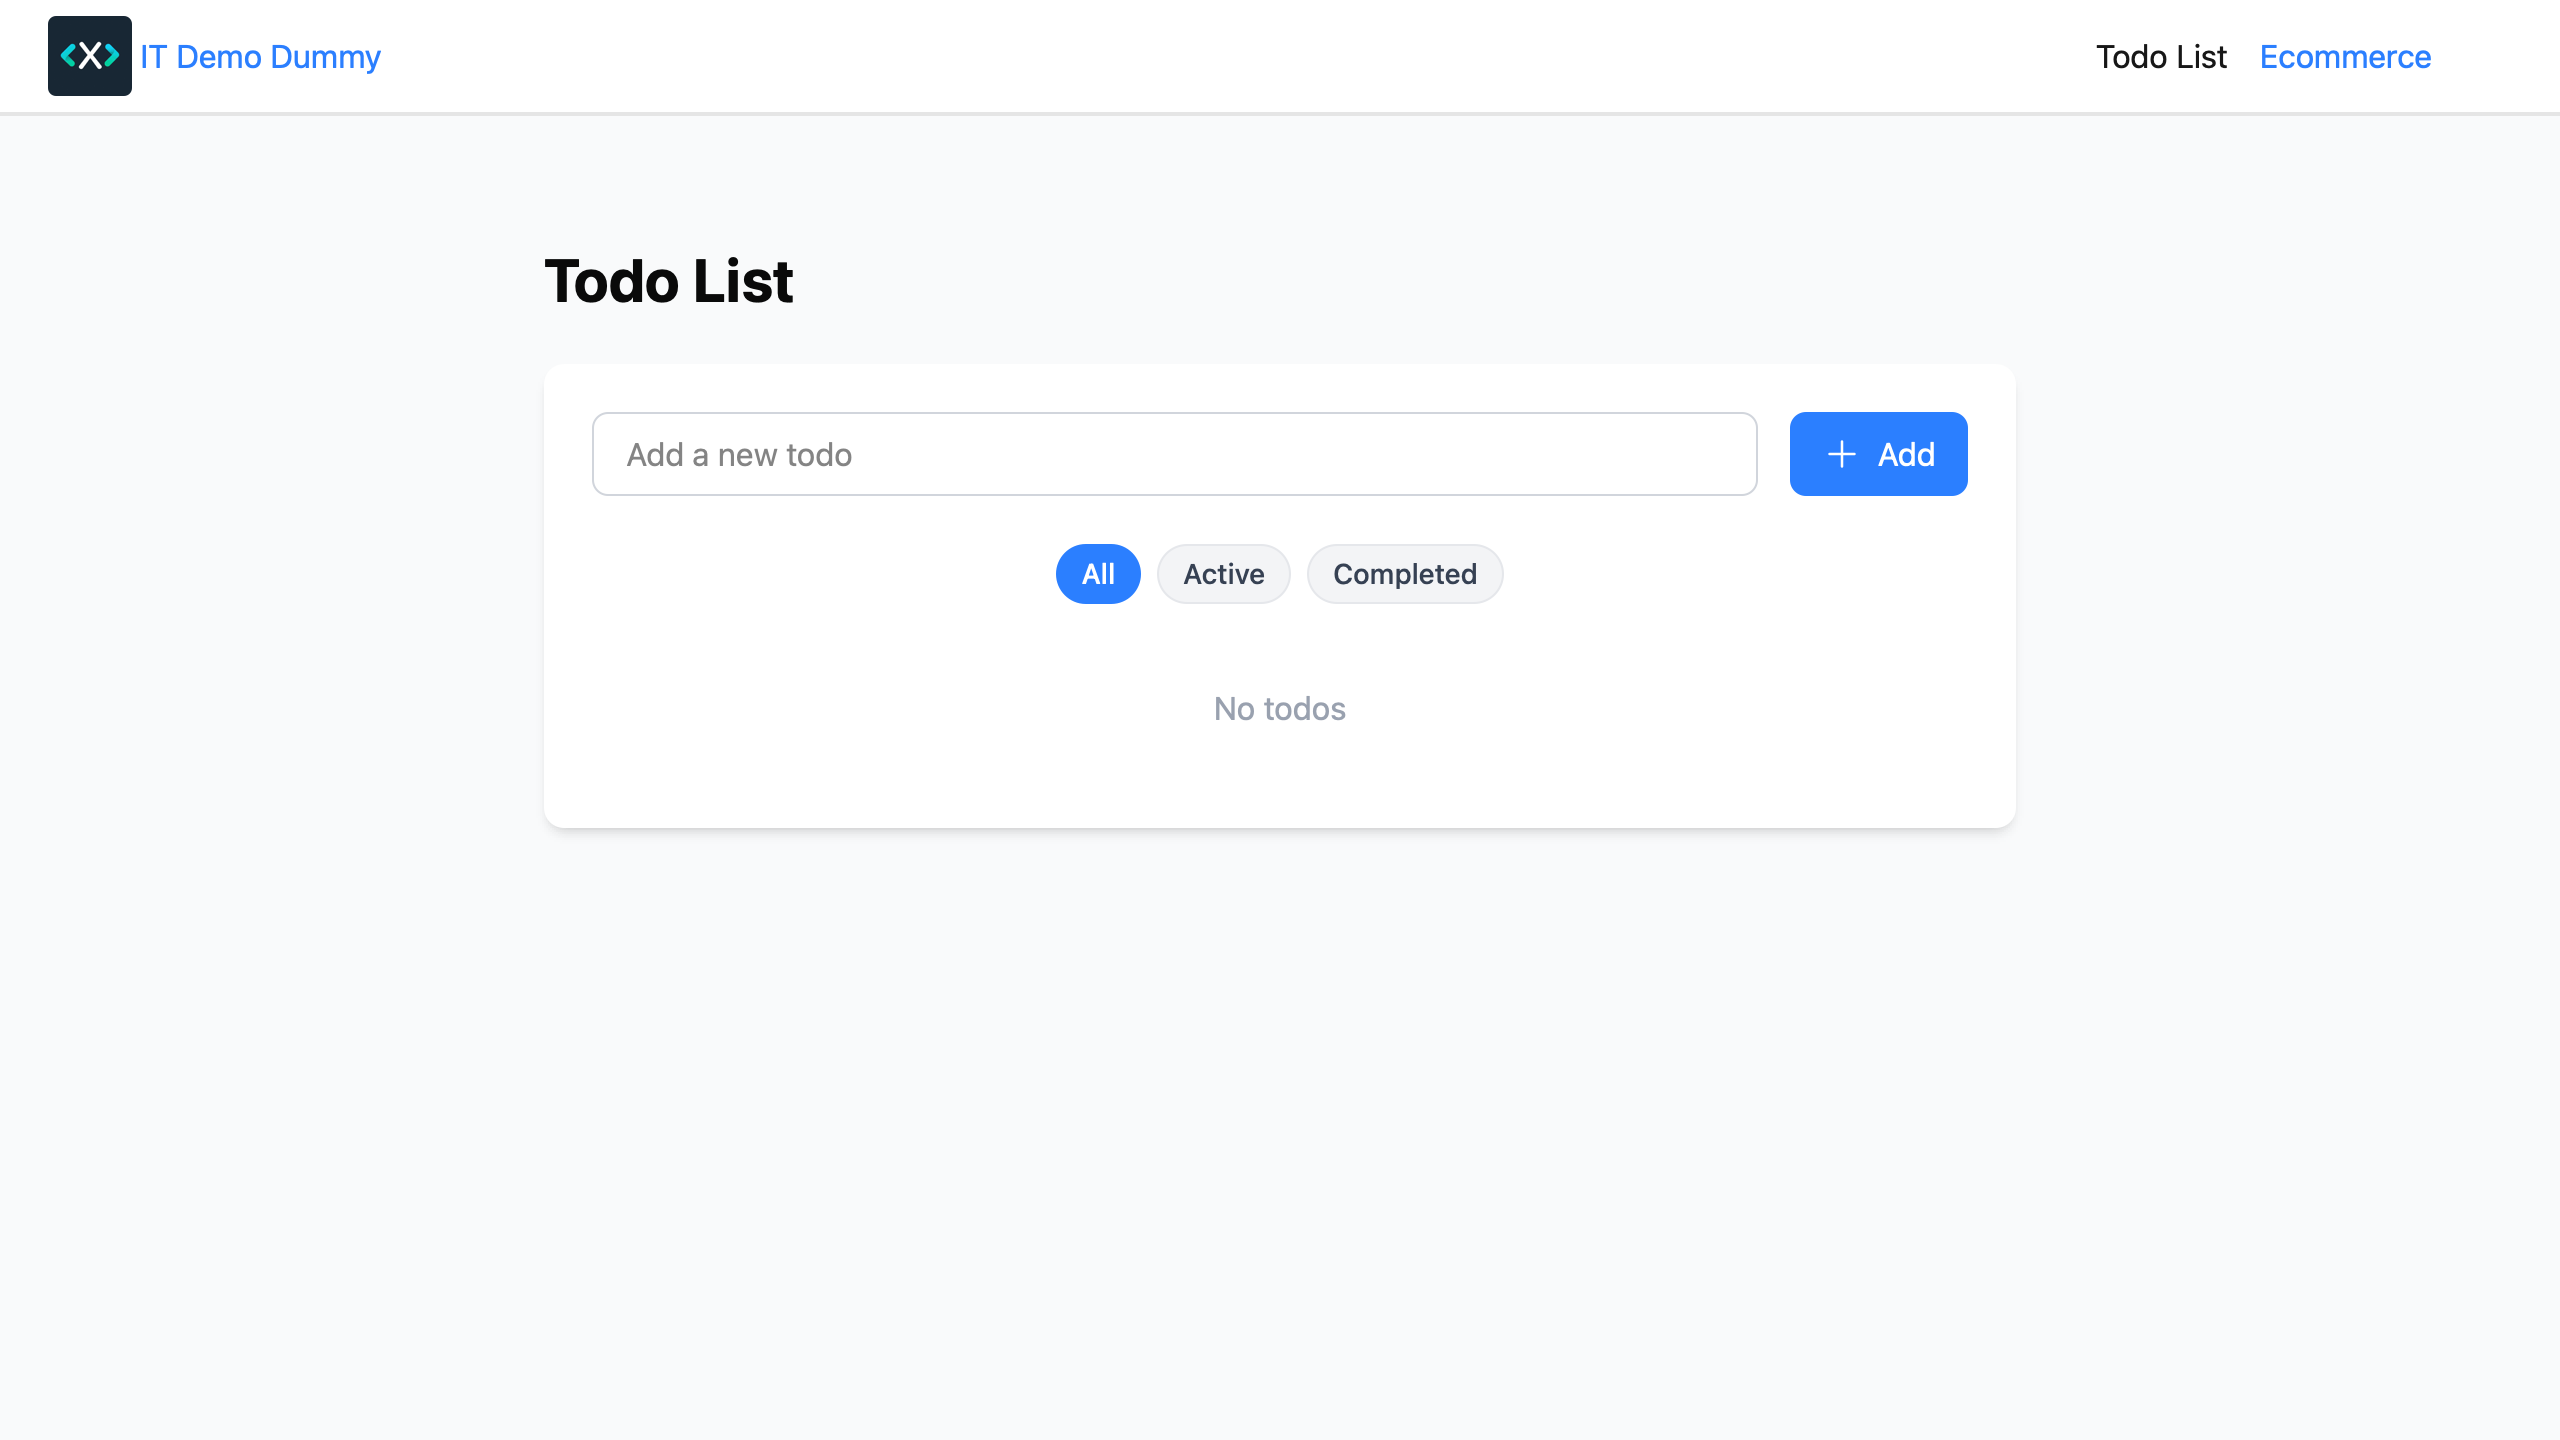 <X> IT Demo Dummy
Todo List Ecommerce
Todo List
Add a new todo
+ Add
All Active Completed
No todos